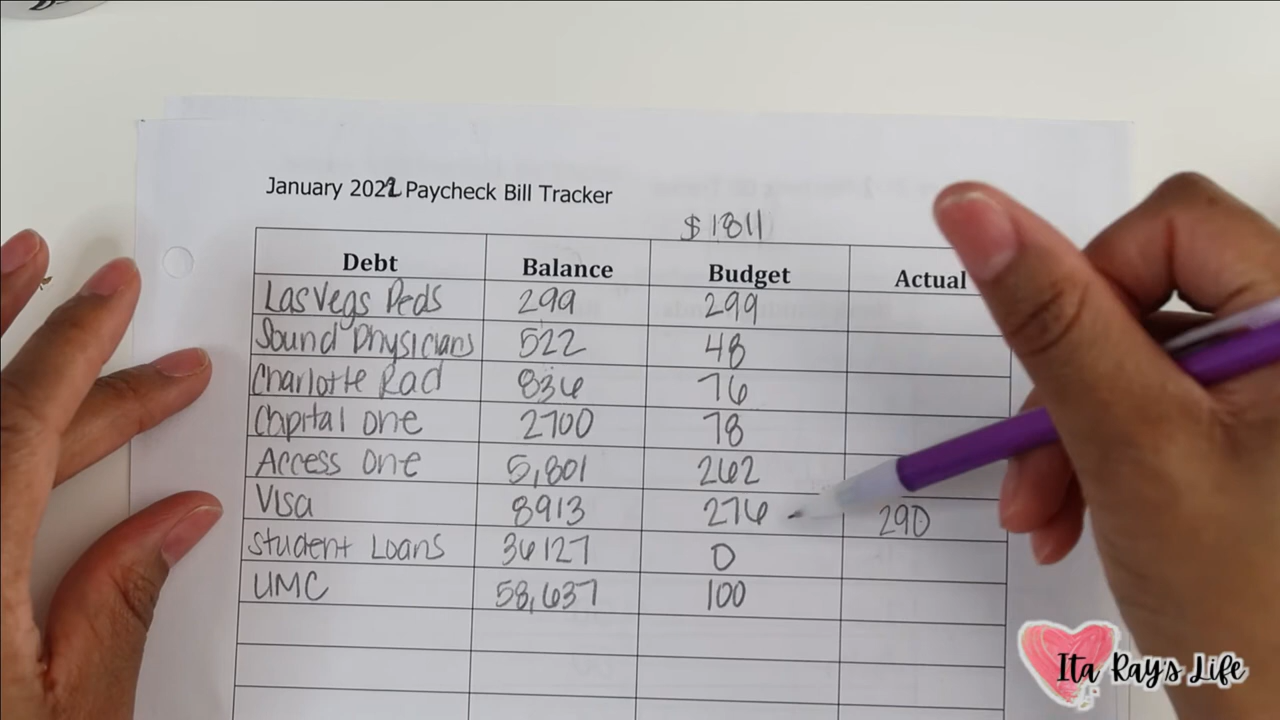 January 2022 Paycheck Bill Tracker
$1811
Debt Balance Budget Actual
Las Vegs Peds 299 299
Sound Physicians 522 48
Charlotte Rad 836 76
Capital One 2700 78
Access One 5,801 262
Visa 8913 276 290
Student Loans 36127 0
UMC 58,637 100
Ita Ray's Life